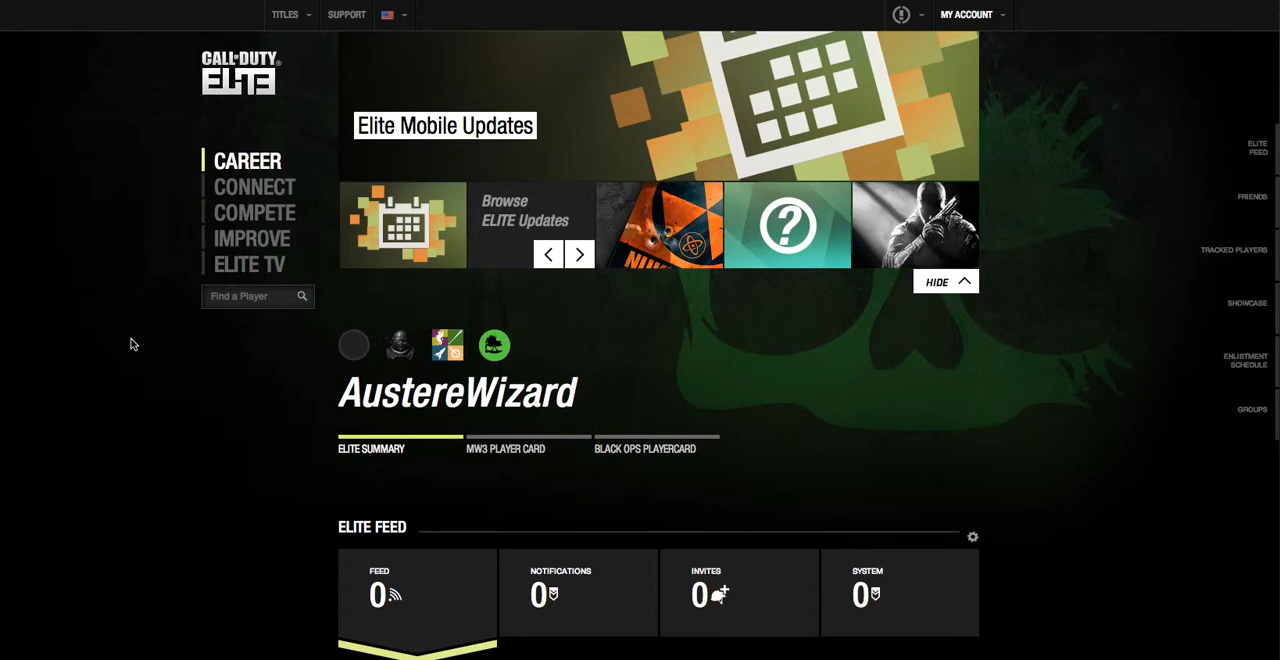 TITLES
SUPPORT
MY ACCOUNT
CALL OF DUTY®
ELITE
CAREER
CONNECT
COMPETE
IMPROVE
ELITE TV
Find a Player
Elite Mobile Updates
Browse
ELITE Updates
NUK
?
HIDE
AustereWizard
ELITE SUMMARY
MW3 PLAYER CARD
BLACK OPS PLAYERCARD
ELITE FEED
FEED
0
NOTIFICATIONS
0
INVITES
0
SYSTEM
0
ELITE
FEED
FRIENDS
TRACKED PLAYERS
SHOWCASE
ENLISTMENT
SCHEDULE
GROUPS